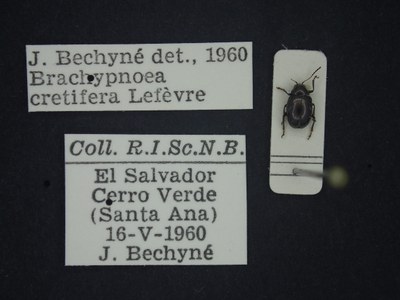 J. Bechyné det., 1960
Brachypnoea
cretifera Lefèvre
Coll. R.I.Sc.N.B.
El Salvador
Cerro Verde
(Santa Ana)
16-V-1960
J. Bechyné